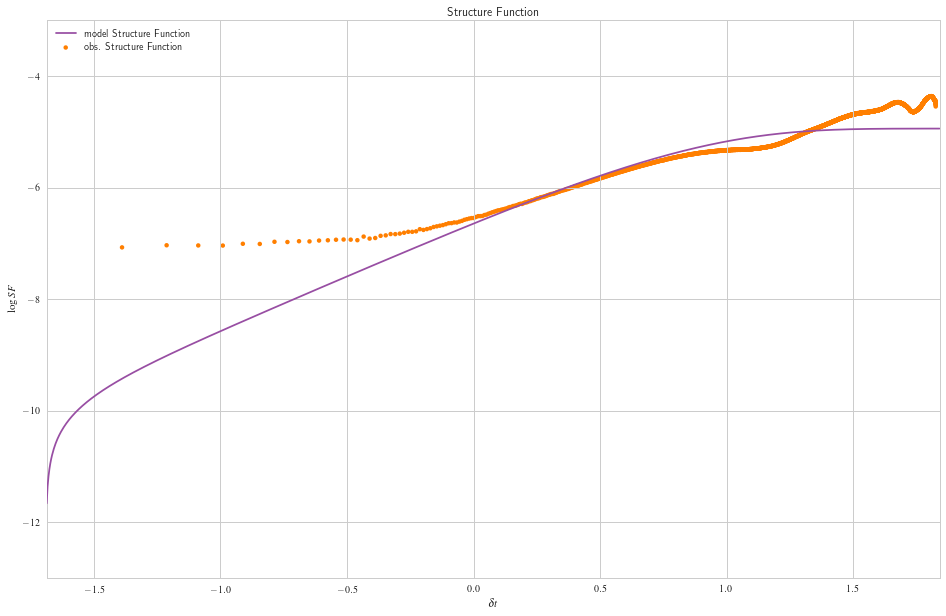 Structure Function
model Structure Function
obs. Structure Function
−4
−6
−8
−10
−12
log SF
−1.5 −1.0 −0.5 0.0 0.5 1.0 1.5
δt